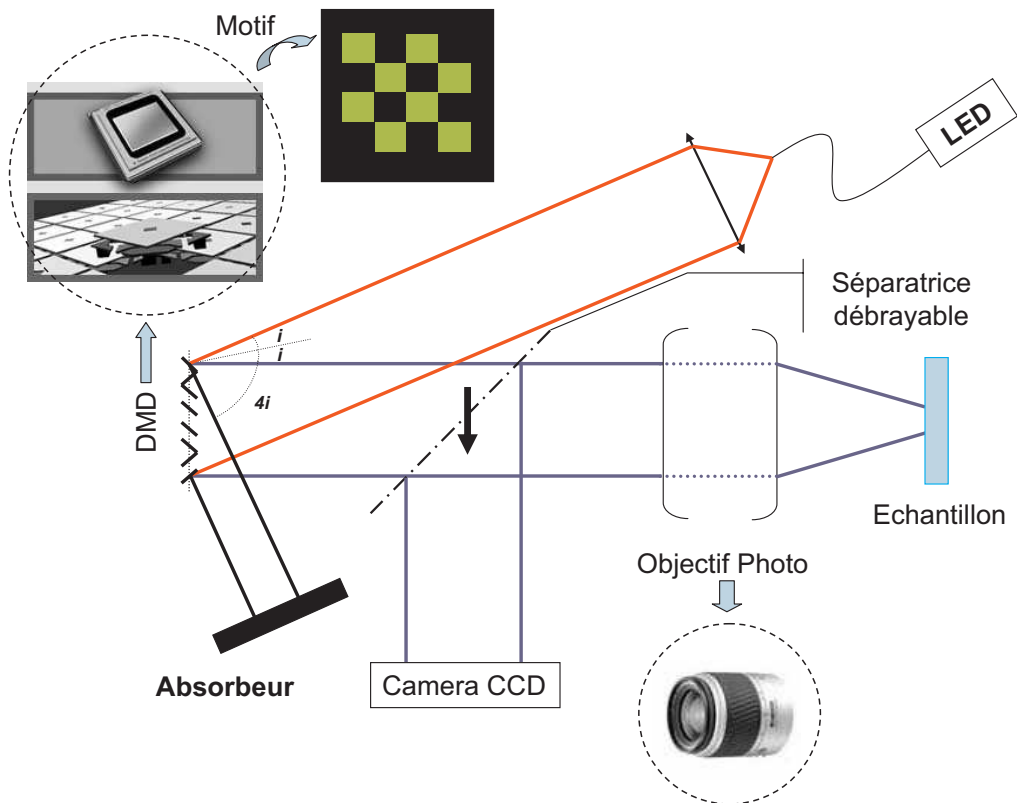 Motif
LED
Séparatrice
débrayable
i
i
4i
DMD
Echantillon
Objectif Photo
Absorbeur
Camera CCD